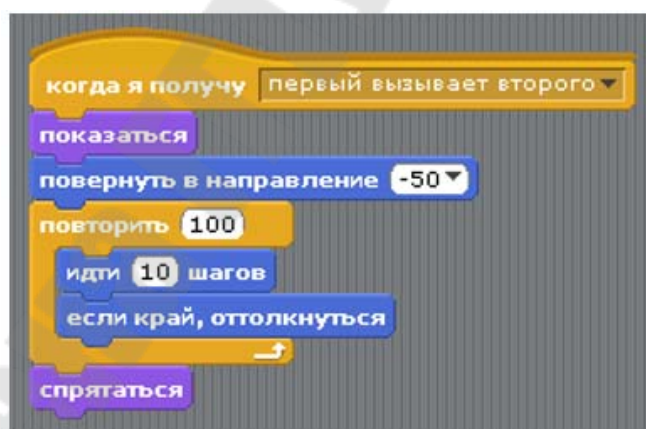 когда я получу первый вызывает второго
показаться
повернуть в направление -50
повторить 100
идти 10 шагов
если край, оттолкнуться
спрятаться